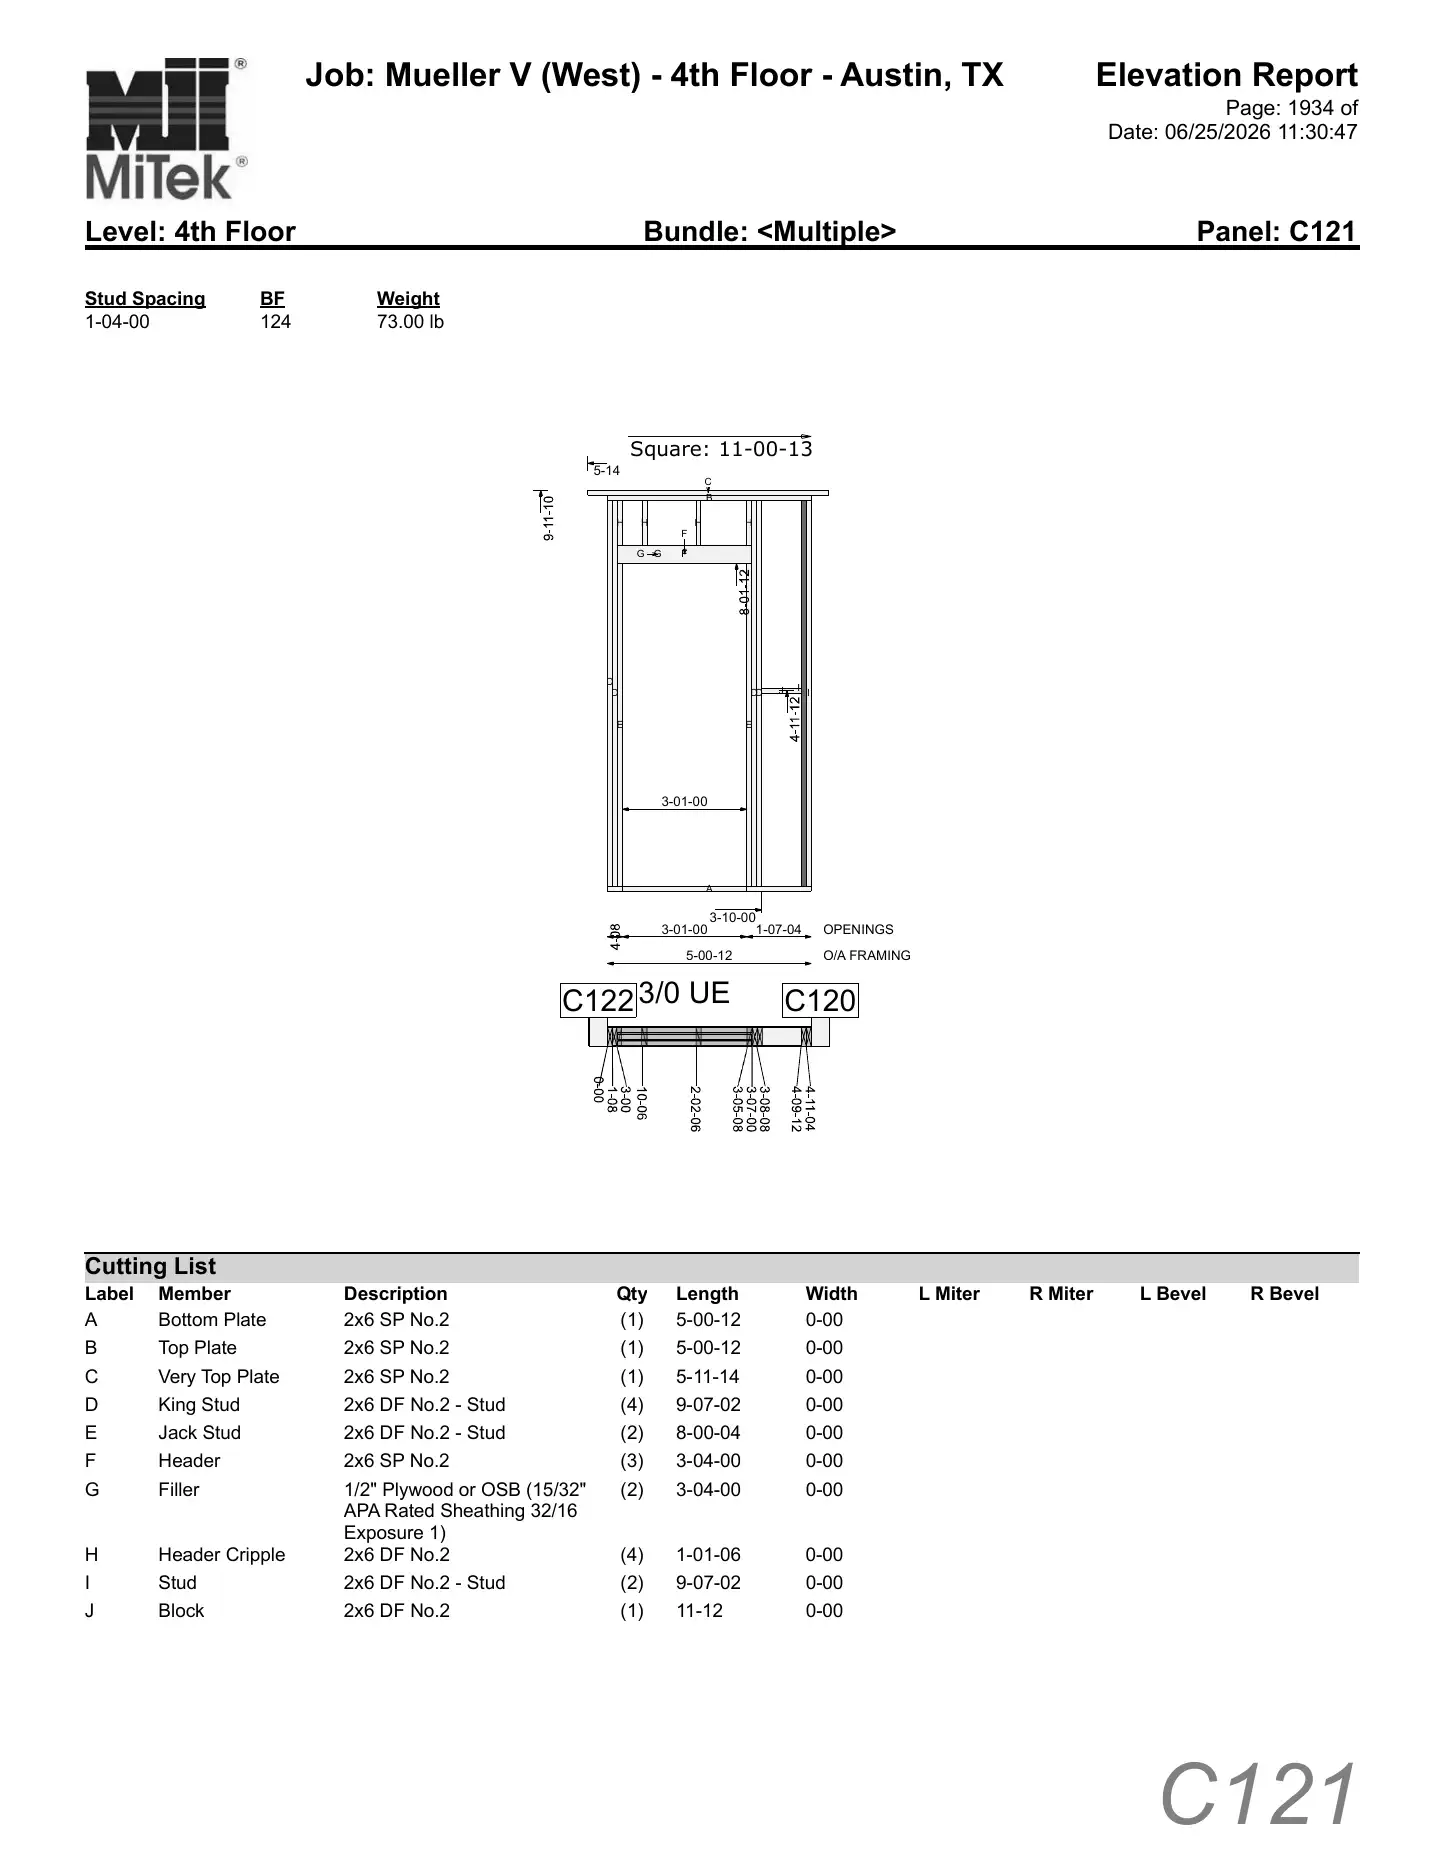 Job: Mueller V (West) - 4th Floor - Austin, TX
Elevation Report
Page: 1934 of
Date: 06/25/2026 11:30:47
MiTek®
Level: 4th Floor Bundle: <Multiple> Panel: C121
Stud Spacing BF Weight
1-04-00 124 73.00 lb
Square: 11-00-13
5-14
C
B
9-11-10
F
G G F
8-01-12
4-11-12
3-01-00
A
3-10-00
4-08 3-01-00 1-07-04 OPENINGS
5-00-12 O/A FRAMING
C122 3/0 UE C120
0-00 1-08 3-00 10-06 2-02-06 3-05-08 3-07-00 3-08-08 4-09-12 4-11-04
Cutting List
Label Member Description Qty Length Width L Miter R Miter L Bevel R Bevel
A Bottom Plate 2x6 SP No.2 (1) 5-00-12 0-00
B Top Plate 2x6 SP No.2 (1) 5-00-12 0-00
C Very Top Plate 2x6 SP No.2 (1) 5-11-14 0-00
D King Stud 2x6 DF No.2 - Stud (4) 9-07-02 0-00
E Jack Stud 2x6 DF No.2 - Stud (2) 8-00-04 0-00
F Header 2x6 SP No.2 (3) 3-04-00 0-00
G Filler 1/2" Plywood or OSB (15/32" (2) 3-04-00 0-00
APA Rated Sheathing 32/16
Exposure 1)
H Header Cripple 2x6 DF No.2 (4) 1-01-06 0-00
I Stud 2x6 DF No.2 - Stud (2) 9-07-02 0-00
J Block 2x6 DF No.2 (1) 11-12 0-00
C121